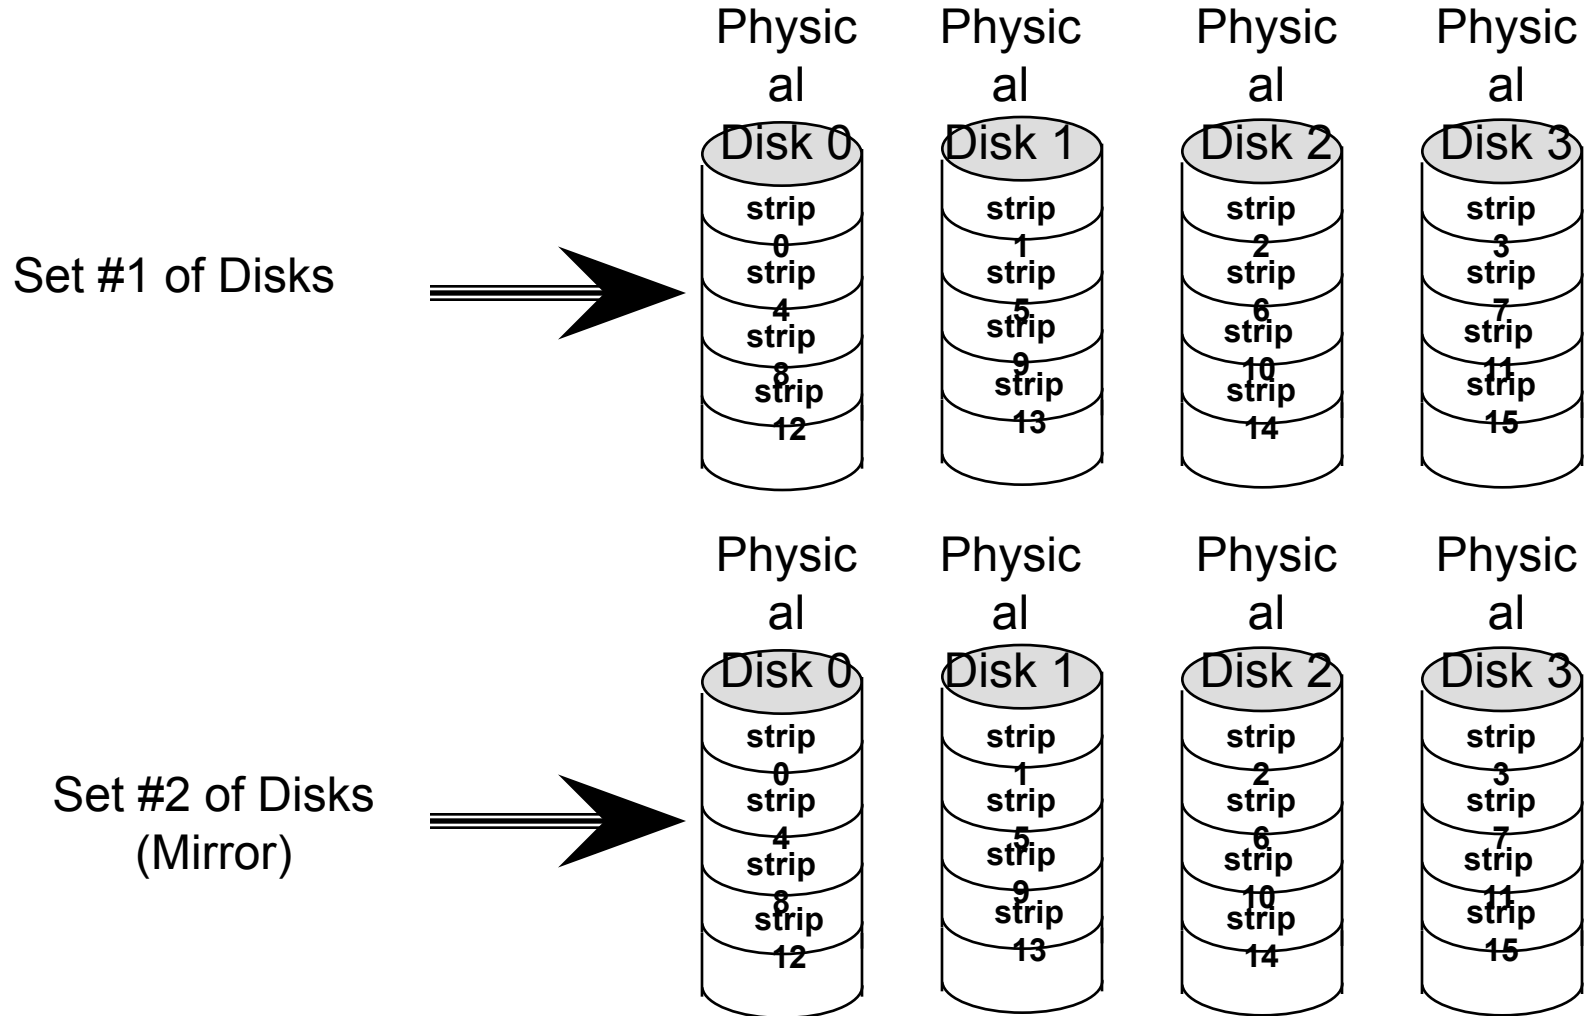 Physic Physic Physic Physic
al al al al
Disk 0 Disk 1 Disk 2 Disk 3
strip strip strip strip
0 1 2 3
Set #1 of Disks
strip strip strip strip
4 5 6 7
strip strip strip strip
8 9 10 11
strip strip strip strip
12 13 14 15
Physic Physic Physic Physic
al al al al
Disk 0 Disk 1 Disk 2 Disk 3
strip strip strip strip
0 1 2 3
Set #2 of Disks
(Mirror)
strip strip strip strip
4 5 6 7
strip strip strip strip
8 9 10 11
strip strip strip strip
12 13 14 15